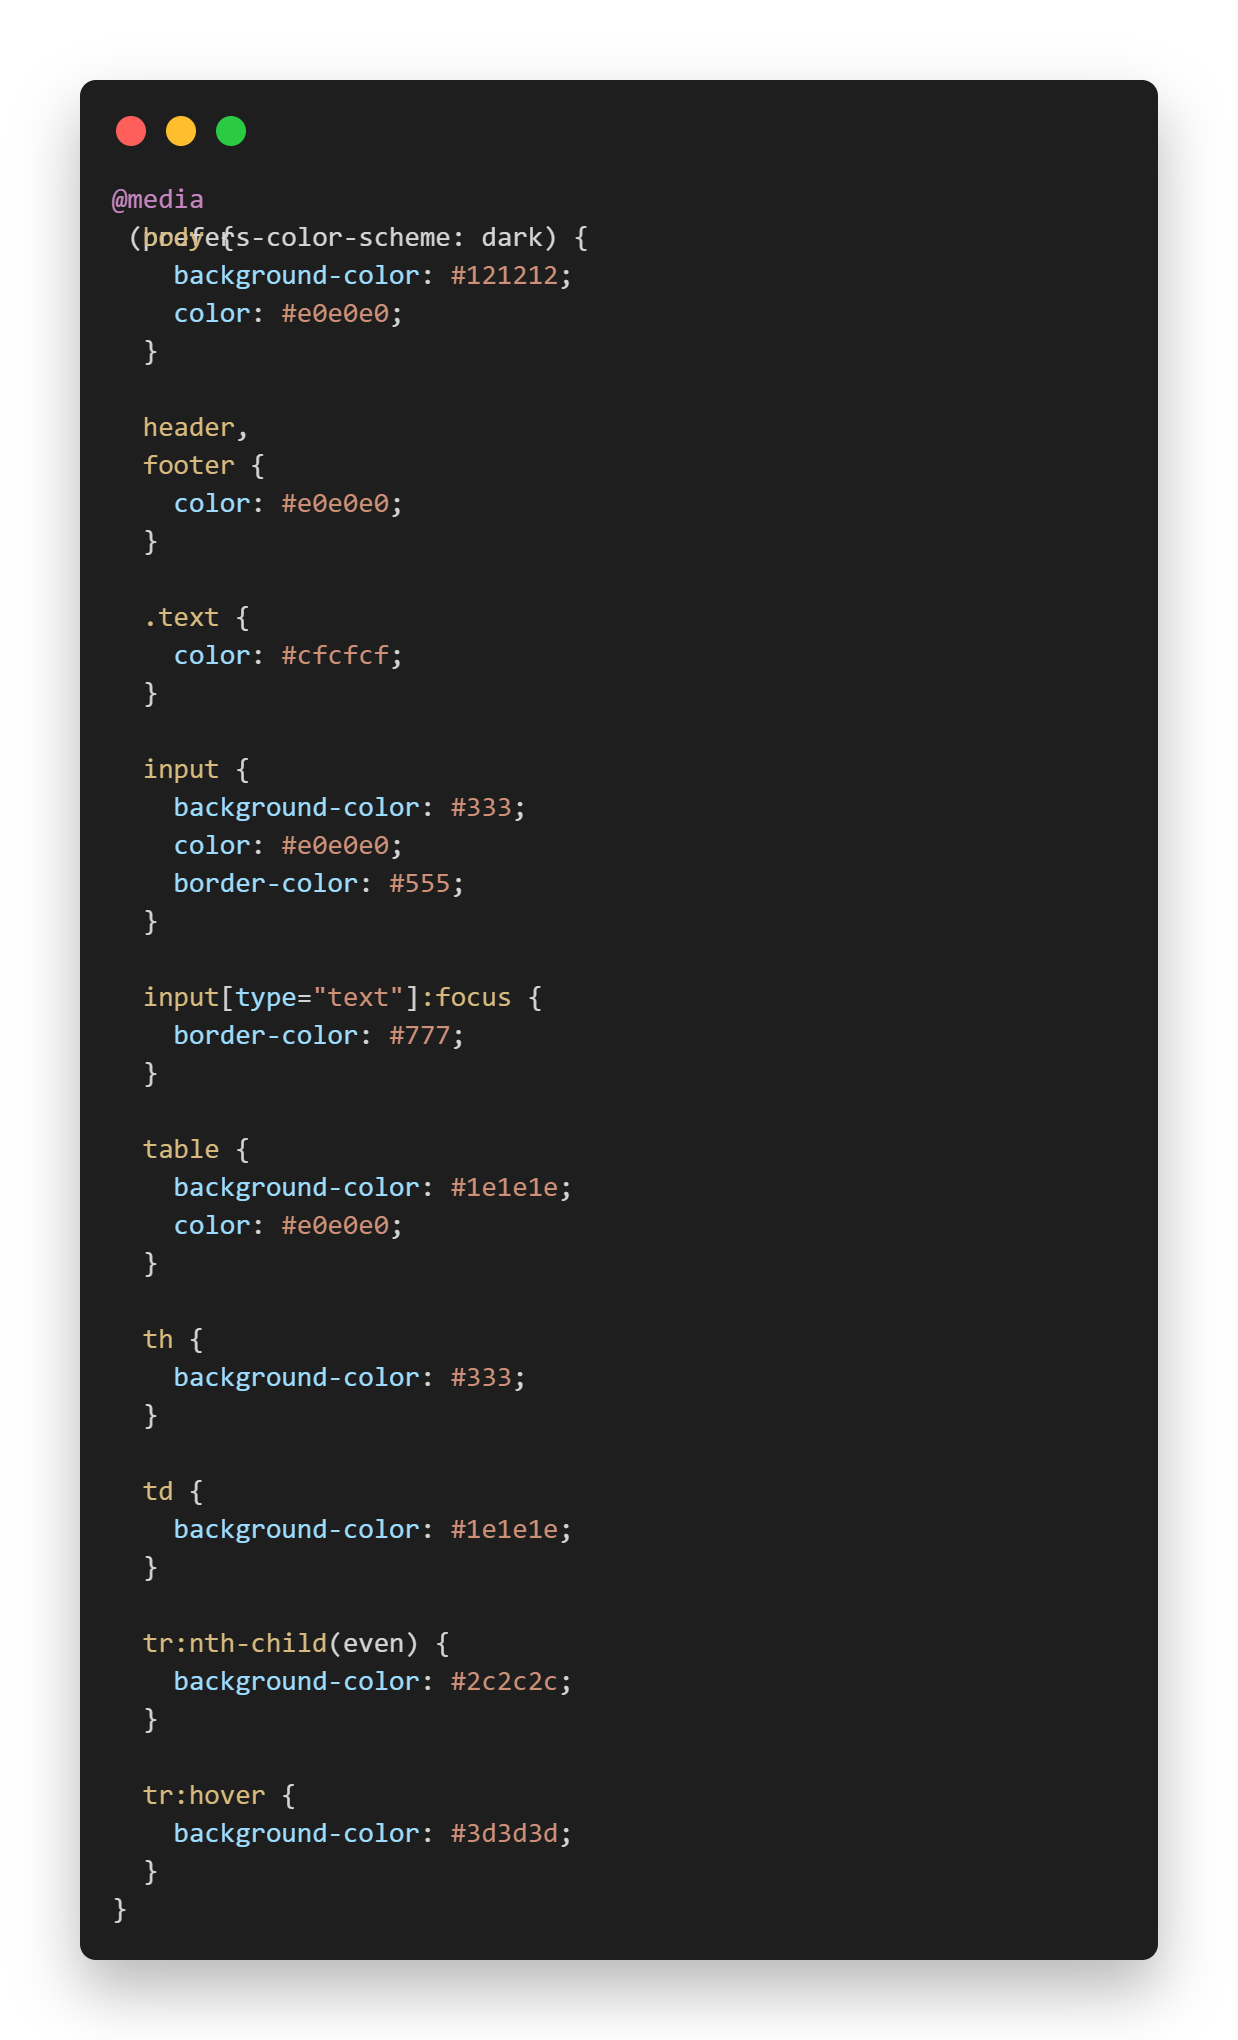 @media
(prefers-color-scheme: dark) {
body {
background-color: #121212;
color: #e0e0e0;
}
header,
footer {
color: #e0e0e0;
}
.text {
color: #cfcfcf;
}
input {
background-color: #333;
color: #e0e0e0;
border-color: #555;
}
input[type="text"]:focus {
border-color: #777;
}
table {
background-color: #1e1e1e;
color: #e0e0e0;
}
th {
background-color: #333;
}
td {
background-color: #1e1e1e;
}
tr:nth-child(even) {
background-color: #2c2c2c;
}
tr:hover {
background-color: #3d3d3d;
}
}